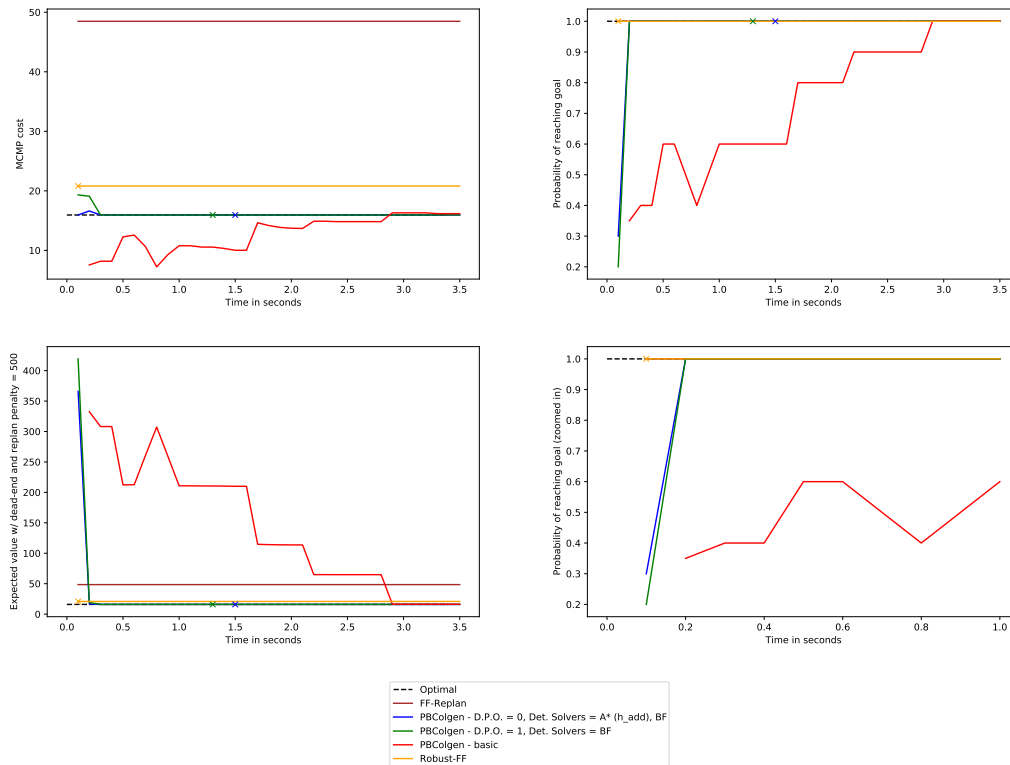 50
40
30
20
10
MCMP cost
0.0 0.5 1.0 1.5 2.0 2.5 3.0 3.5
Time in seconds
1.0
0.9
0.8
0.7
0.6
0.5
0.4
0.3
0.2
Probability of reaching goal
0.0 0.5 1.0 1.5 2.0 2.5 3.0 3.5
Time in seconds
400
350
300
250
200
150
100
50
0
Expected value w/ dead-end and replan penalty = 500
0.0 0.5 1.0 1.5 2.0 2.5 3.0 3.5
Time in seconds
1.0
0.9
0.8
0.7
0.6
0.5
0.4
0.3
0.2
Probability of reaching goal (zoomed in)
0.0 0.2 0.4 0.6 0.8 1.0
Time in seconds
Optimal
FF-Replan
PBColgen - D.P.O. = 0, Det. Solvers = A* (h_add), BF
PBColgen - D.P.O. = 1, Det. Solvers = BF
PBColgen - basic
Robust-FF